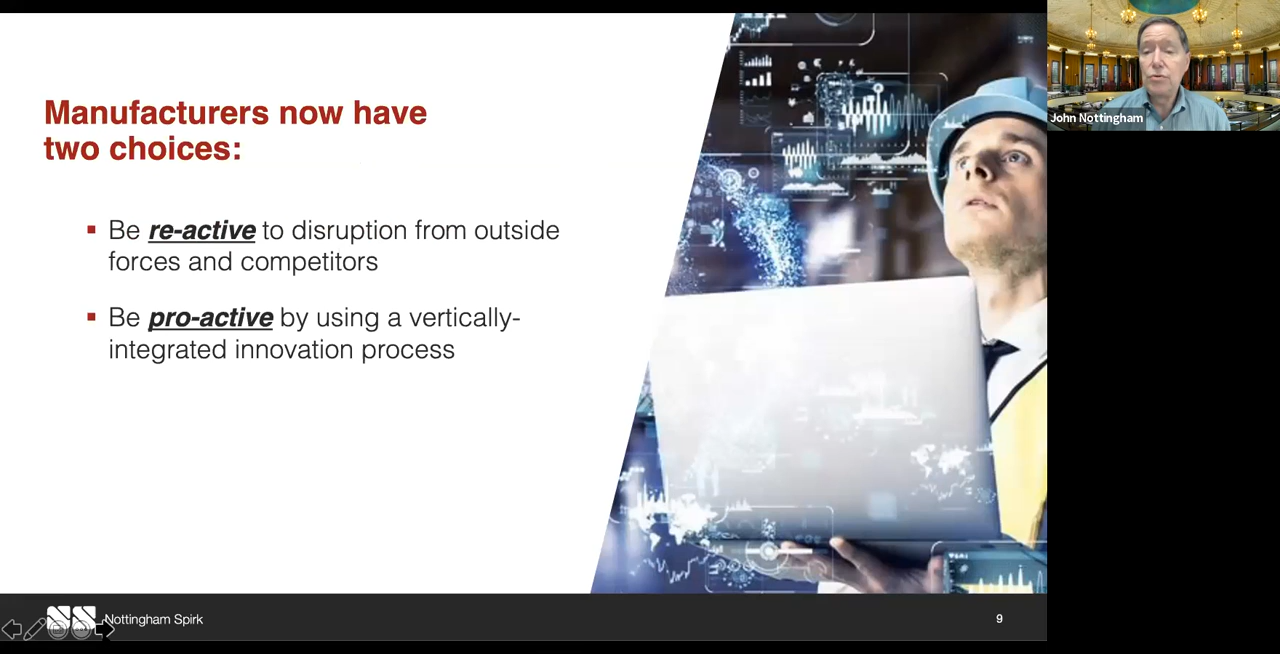 Manufacturers now have
two choices:
▪ Be re-active to disruption from outside
forces and competitors
▪ Be pro-active by using a vertically-
integrated innovation process
Nottingham Spirk
9
John Nottingham